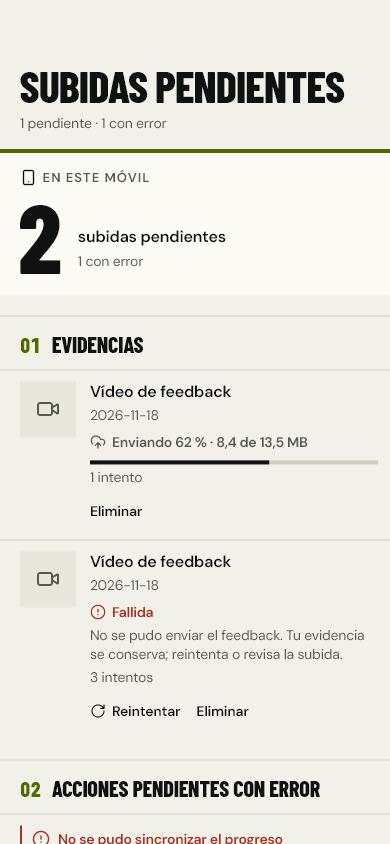 SUBIDAS PENDIENTES
1 pendiente · 1 con error
EN ESTE MÓVIL
2
subidas pendientes
1 con error
01 EVIDENCIAS
Vídeo de feedback
2026-11-18
Enviando 62 % · 8,4 de 13,5 MB
1 intento
Eliminar
Vídeo de feedback
2026-11-18
Fallida
No se pudo enviar el feedback. Tu evidencia
se conserva; reintenta o revisa la subida.
3 intentos
Reintentar Eliminar
02 ACCIONES PENDIENTES CON ERROR
No se pudo sincronizar el progreso